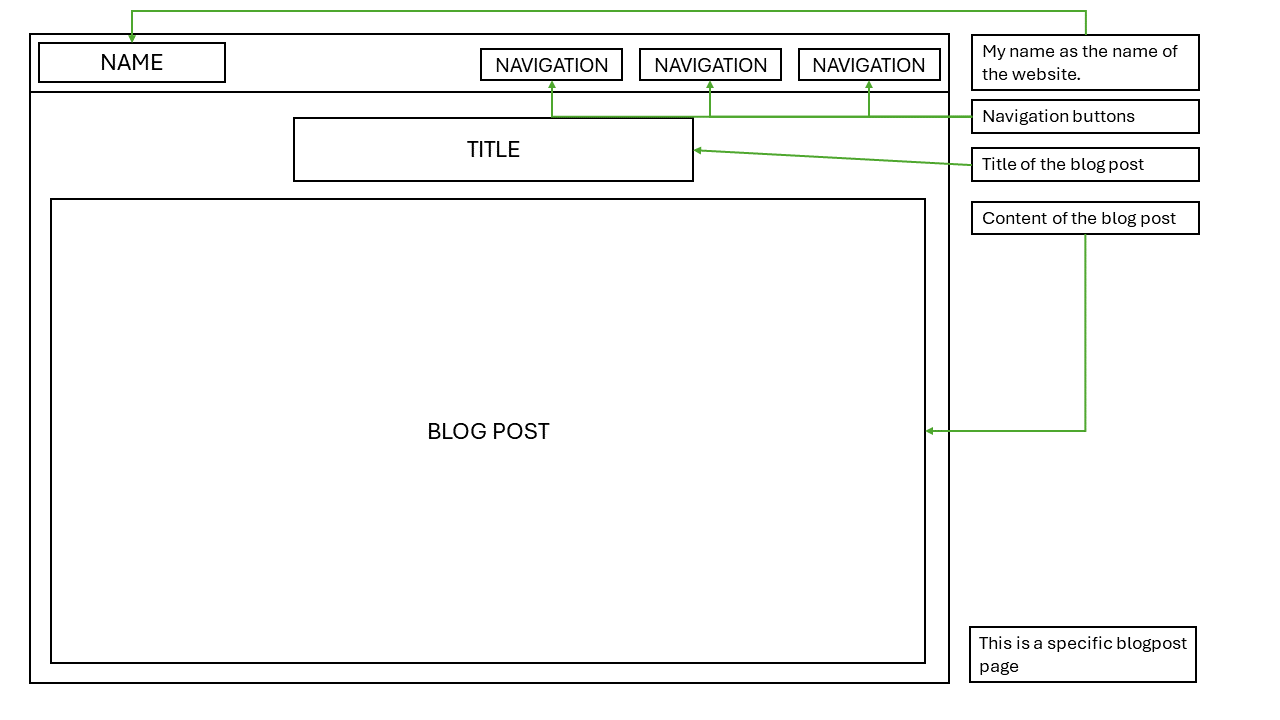 NAME
NAVIGATION
NAVIGATION
NAVIGATION
My name as the name of
the website.
Navigation buttons
TITLE
Title of the blog post
Content of the blog post
BLOG POST
This is a specific blogpost
page